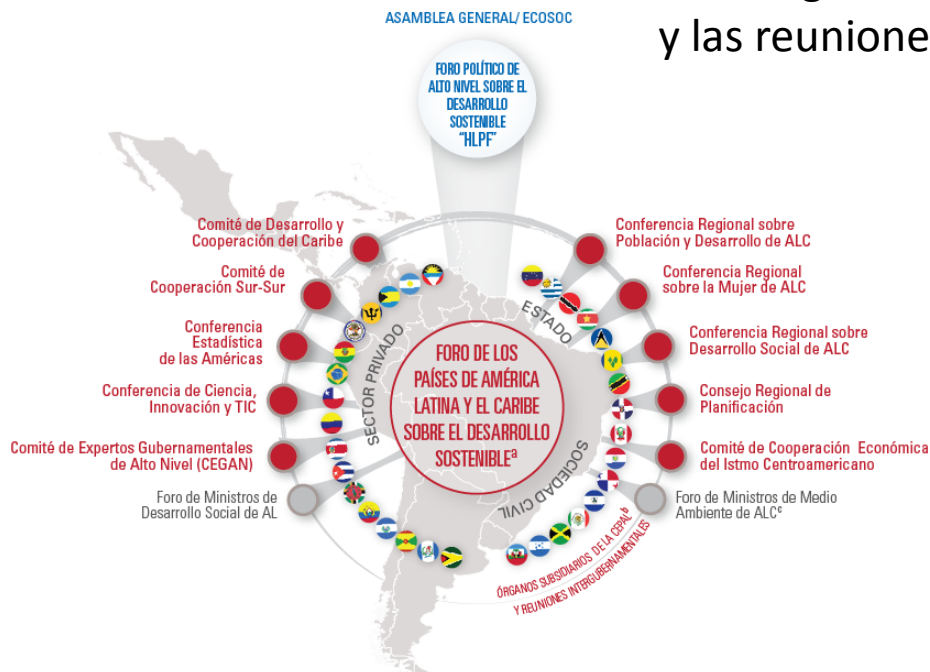 ASAMBLEA GENERAL/ ECOSOC
y las reunione
FORO POLÍTICO DE
ALTO NIVEL SOBRE EL
DESARROLLO
SOSTENIBLE
"HLPF"
Comité de Desarrollo y
Cooperación del Caribe
Comité de
Cooperación Sur-Sur
Conferencia
Estadística
de las Américas
Conferencia de Ciencia,
Innovación y TIC
Comité de Expertos Gubernamentales
de Alto Nivel (CEGAN)
Foro de Ministros de
Desarrollo Social de AL
SECTOR PRIVADO
ESTADO
SOCIEDAD CIVIL
FORO DE LOS
PAÍSES DE AMÉRICA
LATINA Y EL CARIBE
SOBRE EL DESARROLLO
SOSTENIBLEª
Conferencia Regional sobre
Población y Desarrollo de ALC
Conferencia Regional
sobre la Mujer de ALC
Conferencia Regional sobre
Desarrollo Social de ALC
Consejo Regional de
Planificación
Comité de Cooperación Económica
del Istmo Centroamericano
Foro de Ministros de Medio
Ambiente de ALCᶜ
ÓRGANOS SUBSIDIARIOS DE LA CEPALᵇ
Y REUNIONES INTERGUBERNAMENTALES